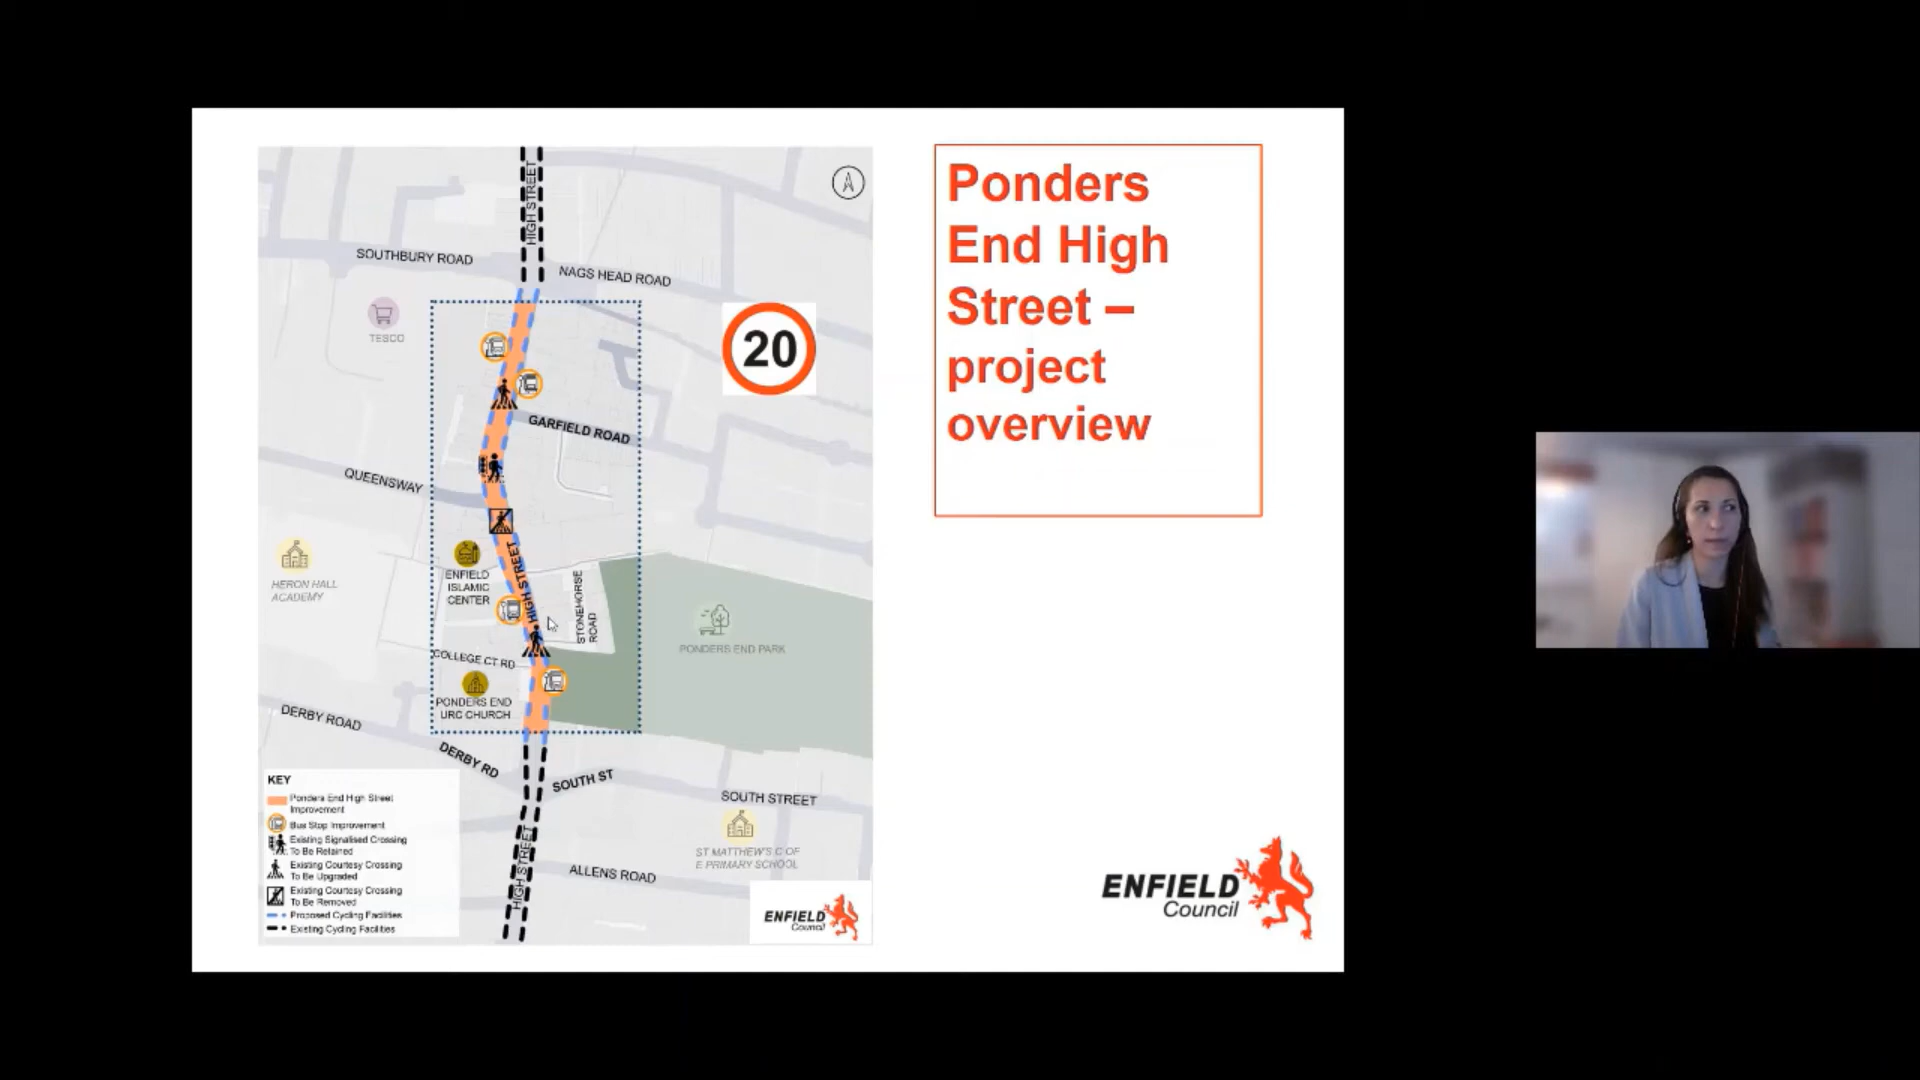 HIGH STREET
SOUTHBURY ROAD
NAGS HEAD ROAD
TESCO
20
GARFIELD ROAD
QUEENSWAY
HIGH STREET
ENFIELD
ISLAMIC
CENTER
STONEHORSE
ROAD
HERON HALL
ACADEMY
PONDERS END PARK
COLLEGE CT RD
PONDERS END
URC CHURCH
DERBY ROAD
DERBY RD
SOUTH ST
SOUTH STREET
ST MATTHEW'S C OF
E PRIMARY SCHOOL
HIGH STREET
ALLENS ROAD
KEY
Ponders End High Street
Improvement
Bus Stop Improvement
Existing Signalised Crossing
To Be Retained
Existing Courtesy Crossing
To Be Upgraded
Existing Courtesy Crossing
To Be Removed
Proposed Cycling Facilities
Existing Cycling Facilities
ENFIELD
Council
Ponders
End High
Street –
project
overview
ENFIELD
Council